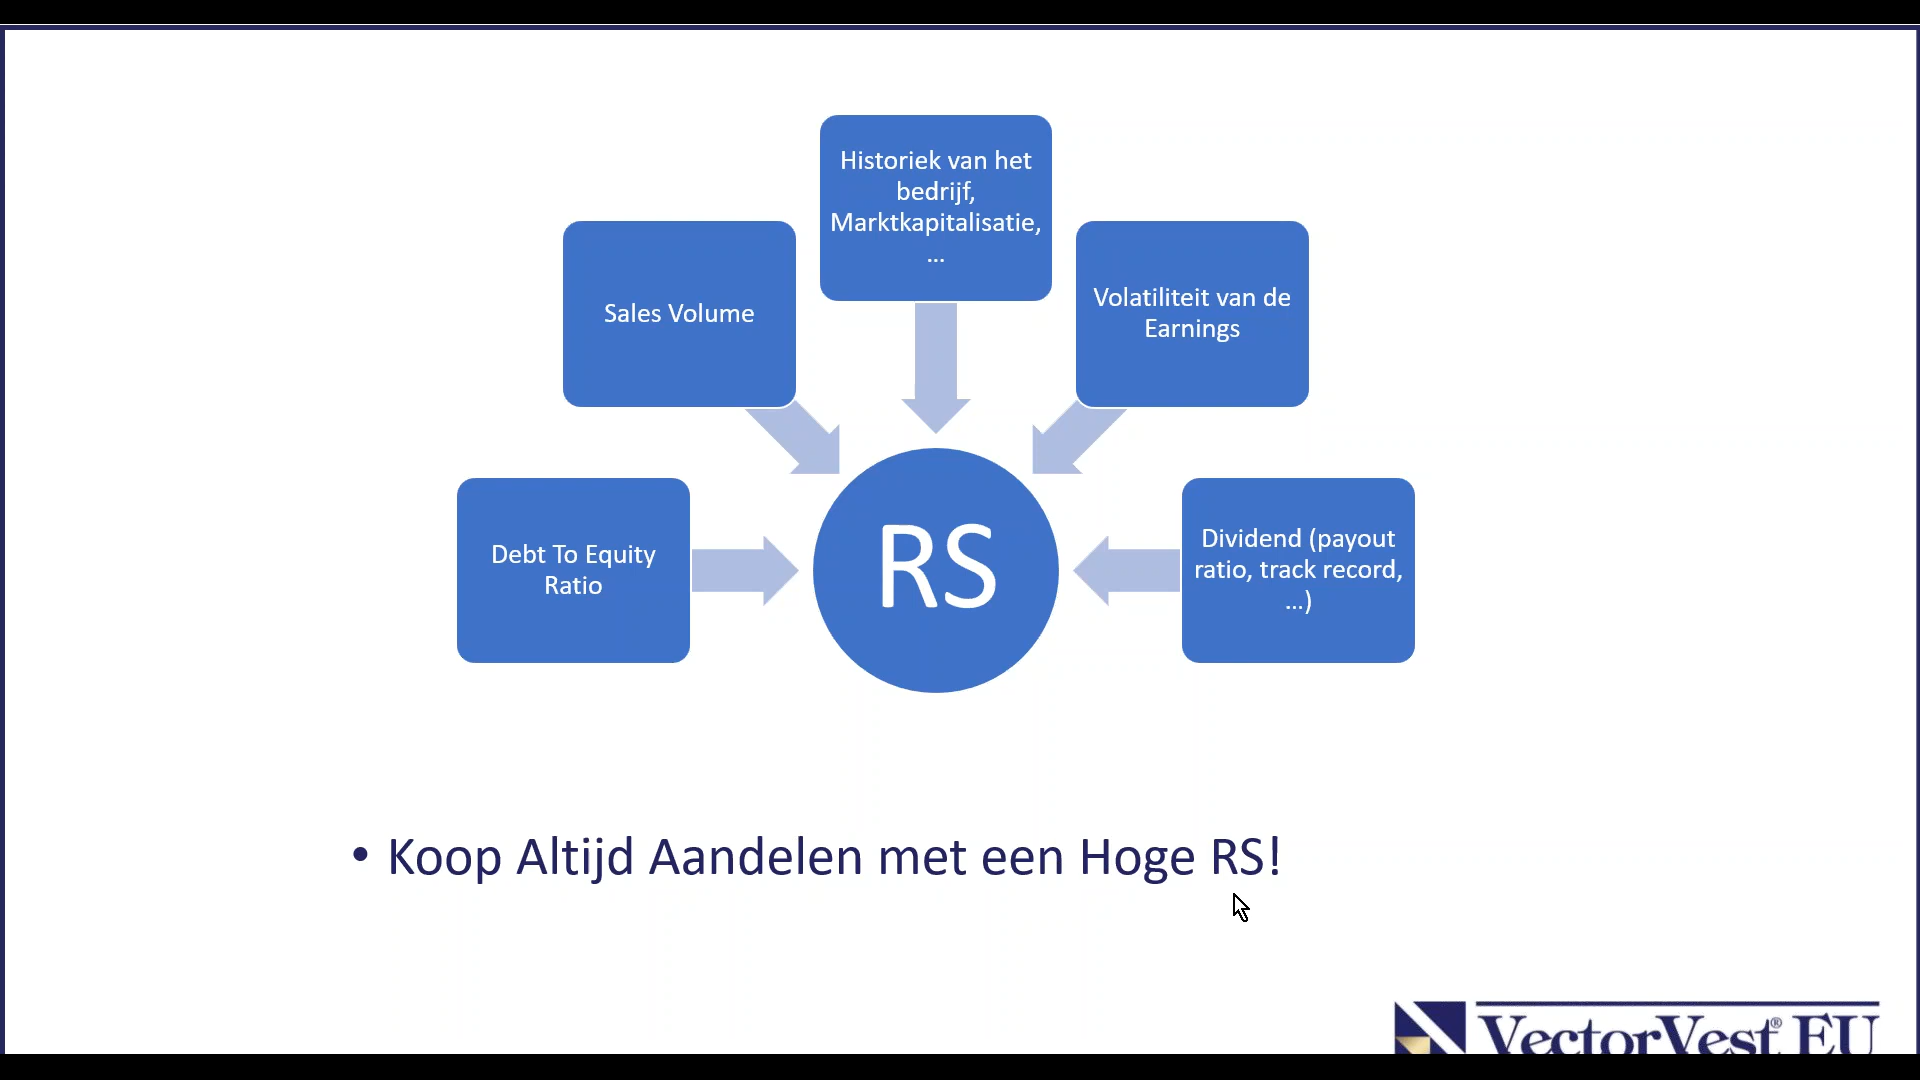 Historiek van het
bedrijf,
Marktkapitalisatie,
...
Sales Volume
Volatiliteit van de
Earnings
Debt To Equity
Ratio
RS
Dividend (payout
ratio, track record,
...)
• Koop Altijd Aandelen met een Hoge RS!
VectorVest® EU